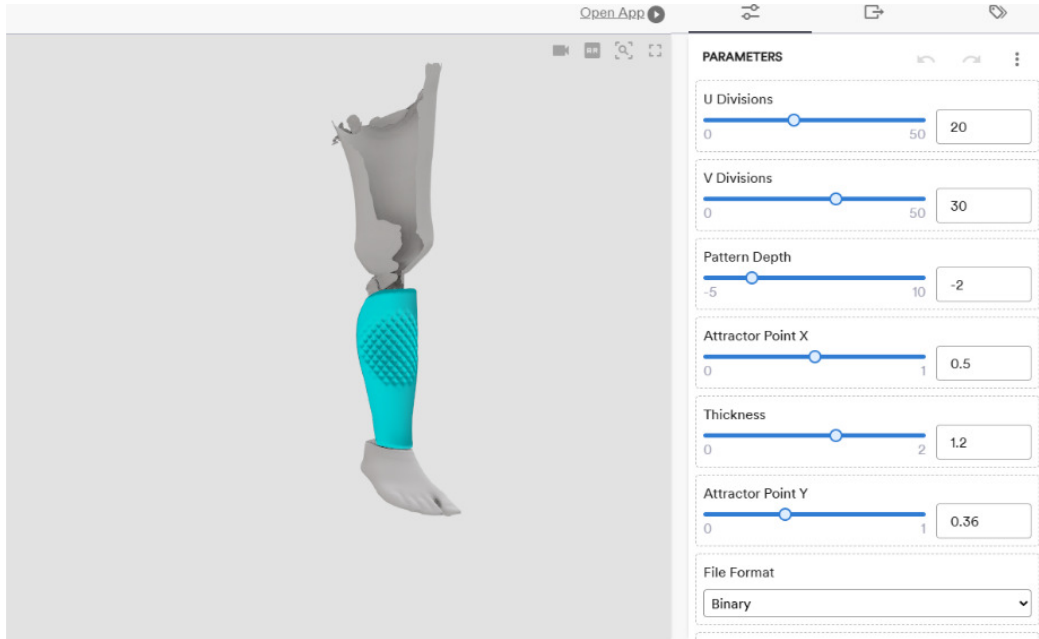 Open App
PARAMETERS
U Divisions
0 50 20
V Divisions
0 50 30
Pattern Depth
-5 10 -2
Attractor Point X
0 1 0.5
Thickness
0 2 1.2
Attractor Point Y
0 1 0.36
File Format
Binary